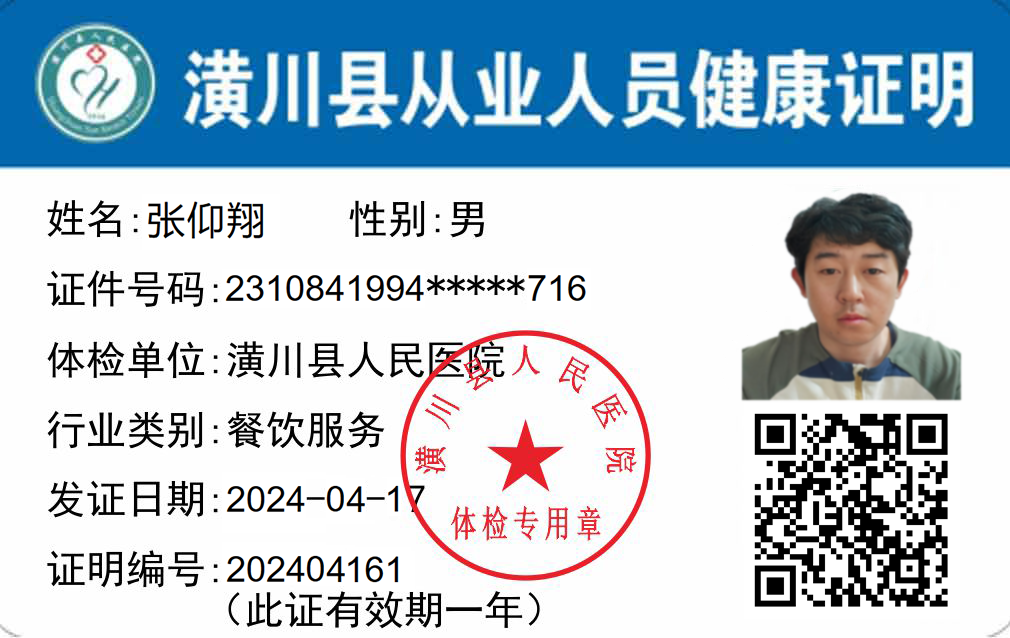 潢川县从业人员健康证明
姓名:张仰翔 性别:男
证件号码:2310841994*****716
体检单位:潢川县人民医院
行业类别:餐饮服务
发证日期:2024-04-17
证明编号:202404161
（此证有效期一年）
潢川县人民医院
体检专用章